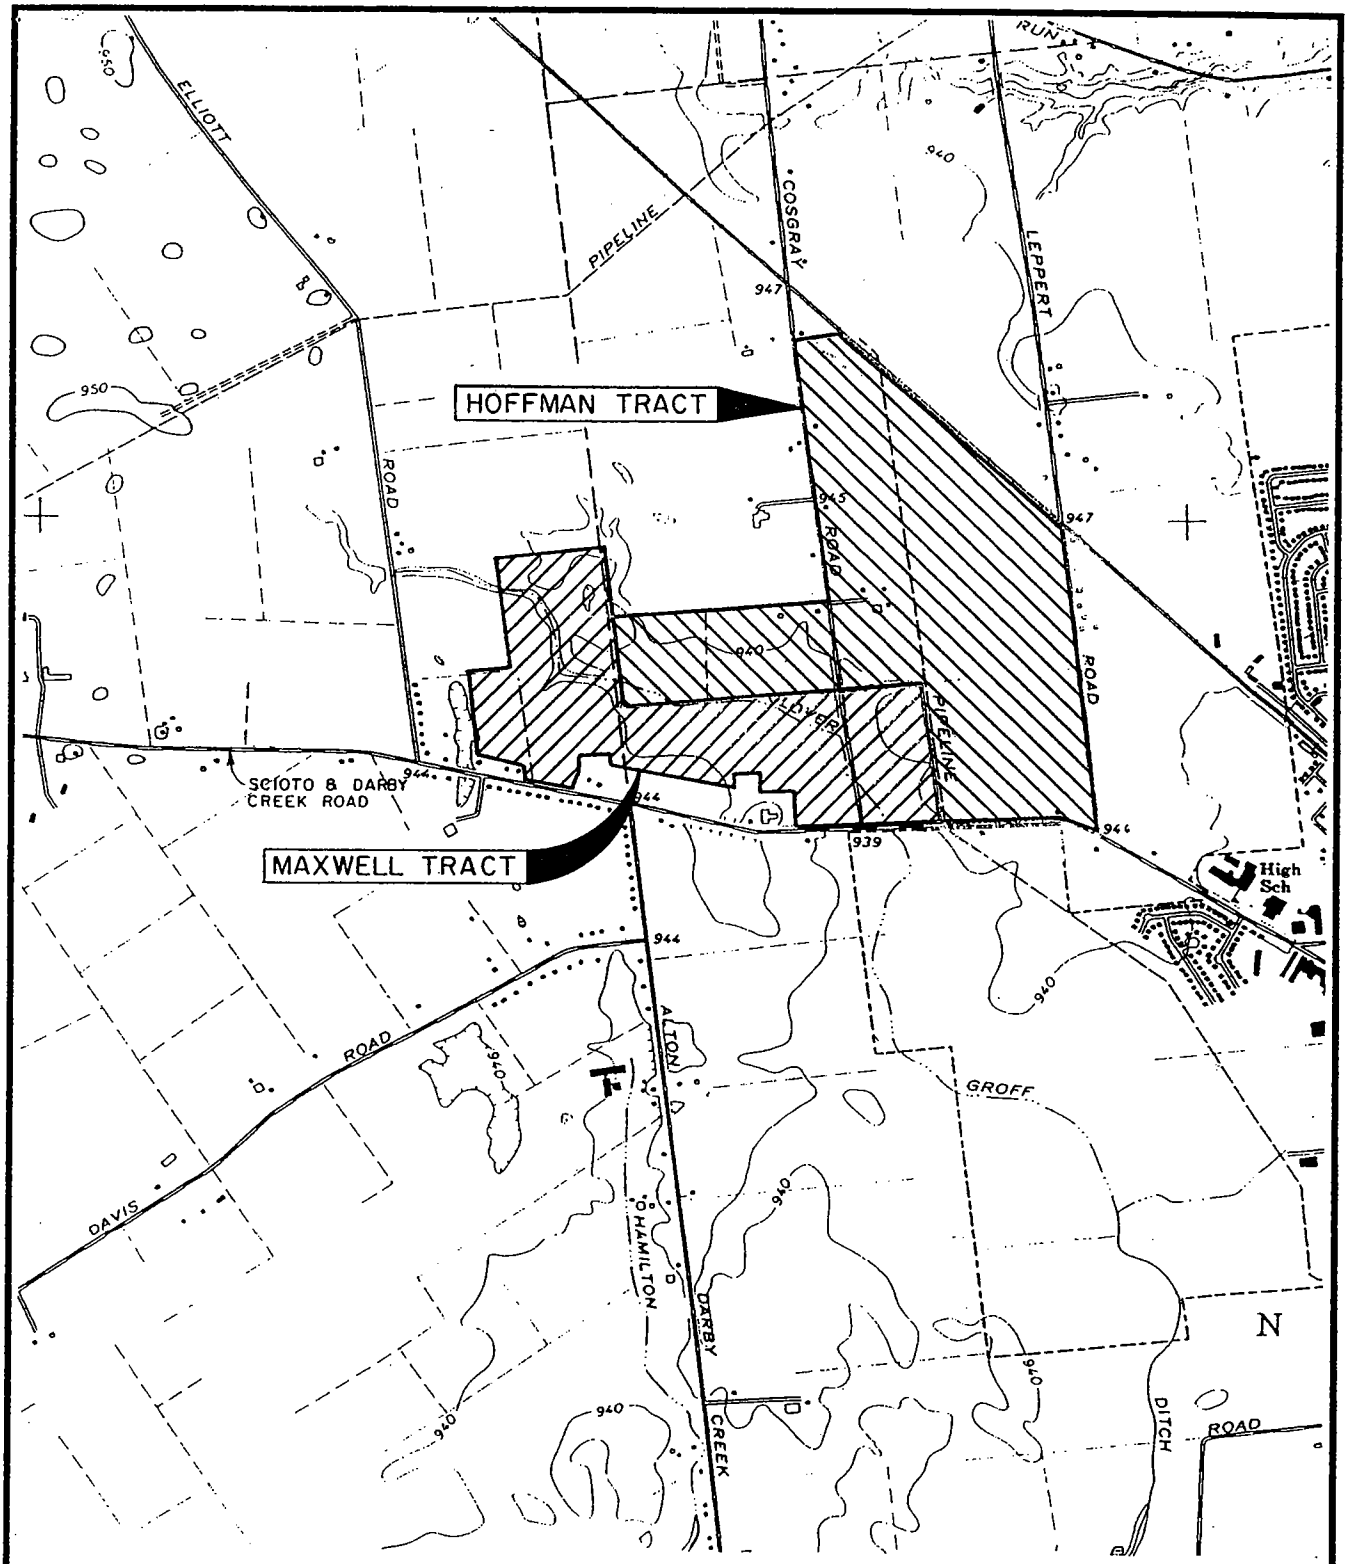 RUN
950
ELLIOTT
940
COSGRAY
PIPELINE
LEPPERT
947
950
HOFFMAN TRACT
ROAD
945
947
ROAD
940
ROAD
PIPELINE
944
SCIOTO & DARBY
CREEK ROAD
944
939
944
MAXWELL TRACT
High
Sch
944
940
ALTON
ROAD
940
GROFF
940
DAVIS
HAMILTON
DARBY
N
940
940
940
CREEK
DITCH
ROAD